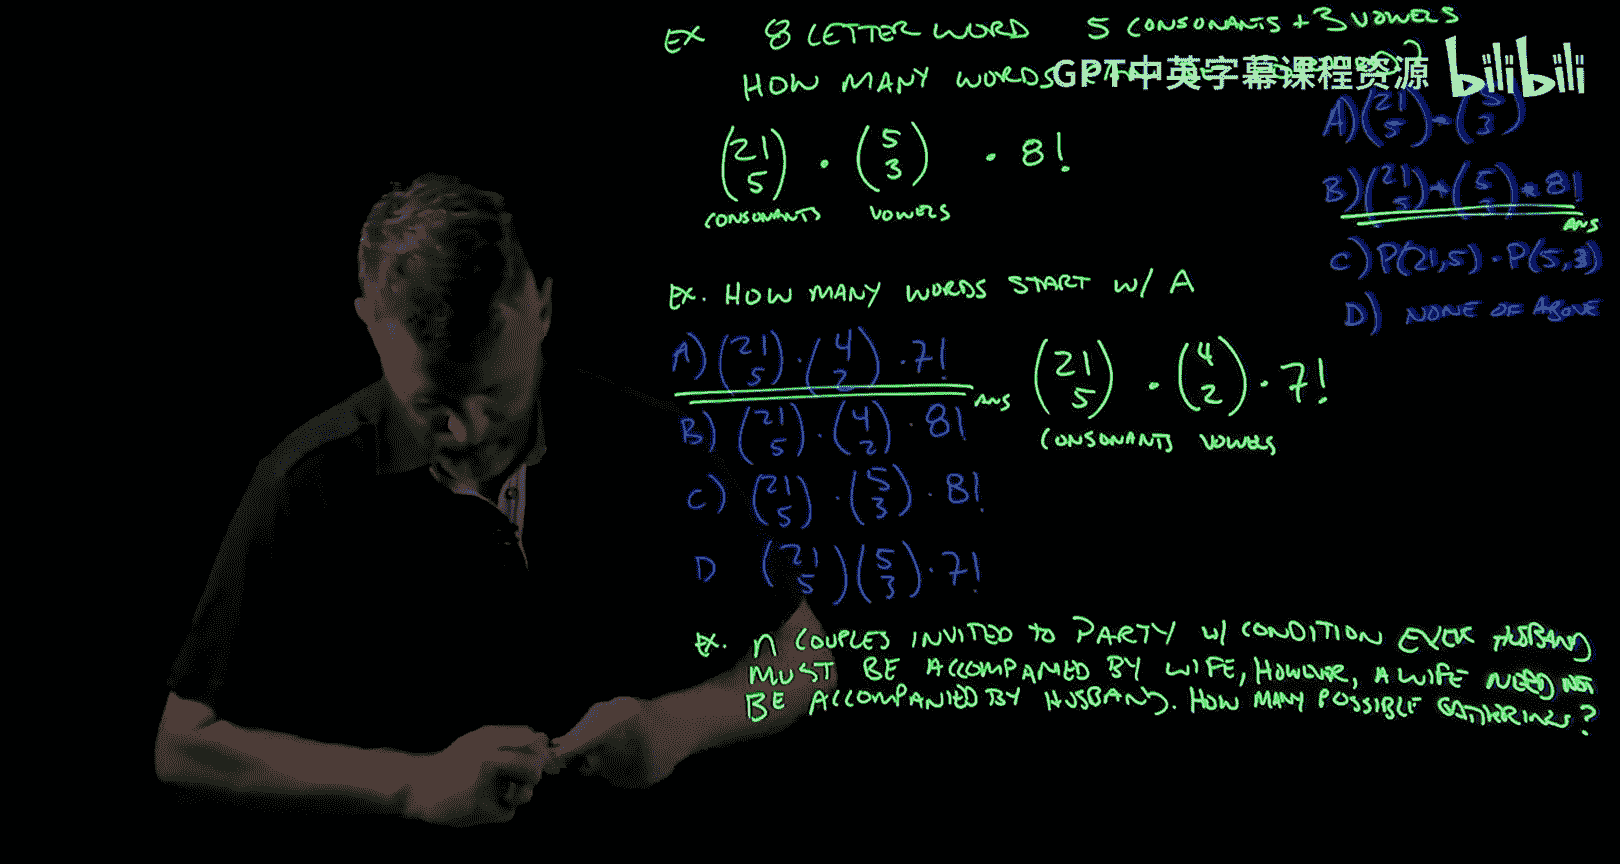 EX 8 LETTER WORD 5 CONSONANTS + 3 VOWELS
HOW MANY WORDS
GPT中英字幕课程资源 bilibili
(21 5) · (5 3) · 8!
CONSONANTS VOWELS
A) (21 5) · (5 3)
B) (21 5) · (5 3) · 8!
ANS
C) P(21,5) · P(5,3)
D) NONE OF ABOVE
EX. HOW MANY WORDS START W/ A
A) (21 5) · (4 2) · 7!
ANS
B) (21 5) · (4 2) · 8!
C) (21 5) · (5 3) · 8!
D (21 5) (5 3) · 7!
(21 5) · (4 2) · 7!
CONSONANTS VOWELS
EX. n COUPLES INVITED TO PARTY W/ CONDITION HUSBAND
MUST BE ACCOMPANIED BY WIFE, HOWEVER, A WIFE NEED NOT
BE ACCOMPANIED BY HUSBAND. HOW MANY POSSIBLE GATHERINGS?